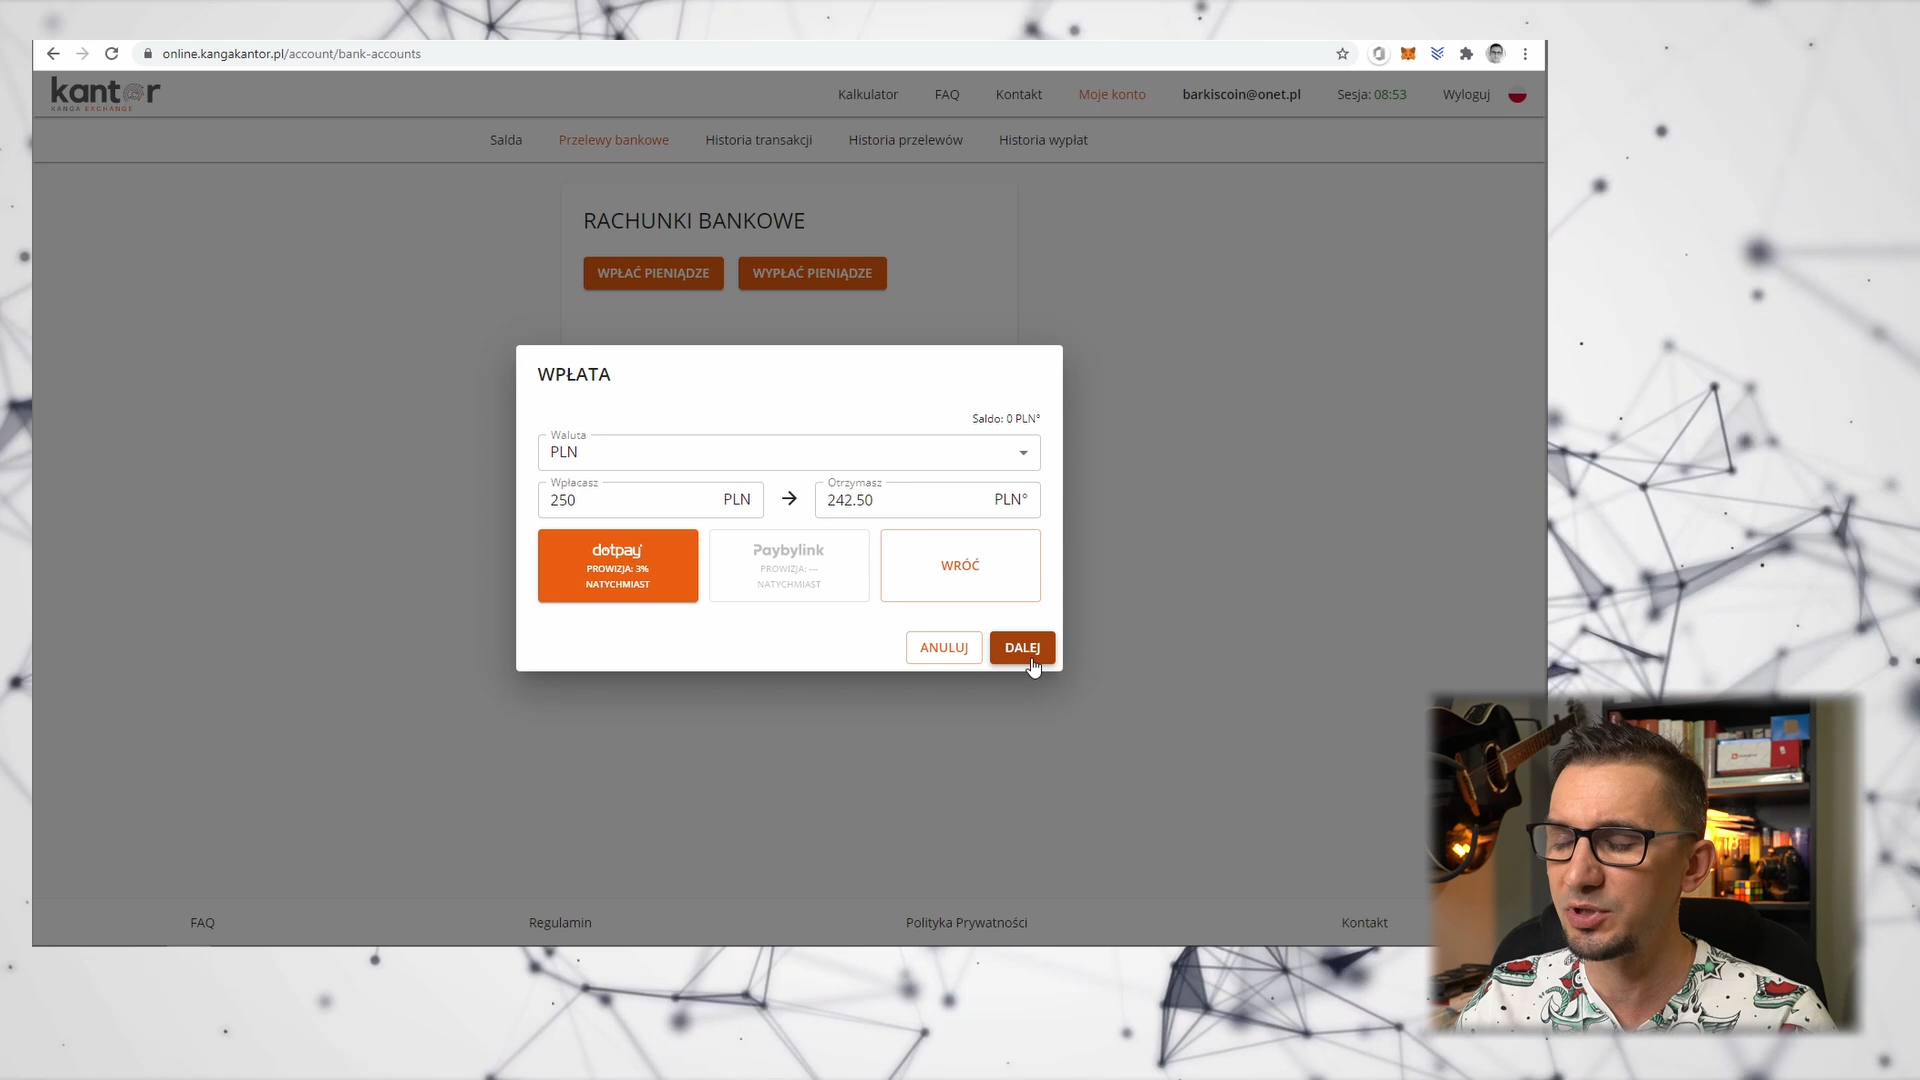 online.kangakantor.pl/account/bank-accounts
kantor
KANGA EXCHANGE
Kalkulator
FAQ
Kontakt
Moje konto
barkiscoin@onet.pl
Sesja: 08:53
Wyloguj
Salda
Przelewy bankowe
Historia transakcji
Historia przelewów
Historia wypłat
RACHUNKI BANKOWE
WPŁAĆ PIENIĄDZE
WYPŁAĆ PIENIĄDZE
WPŁATA
Saldo: 0 PLN°
Waluta
PLN
Wpłacasz
250 PLN
Otrzymasz
242.50 PLN°
dotpay
PROWIZJA: 3%
NATYCHMIAST
Paybylink
PROWIZJA: ---
NATYCHMIAST
WRÓĆ
ANULUJ
DALEJ
FAQ
Regulamin
Polityka Prywatności
Kontakt